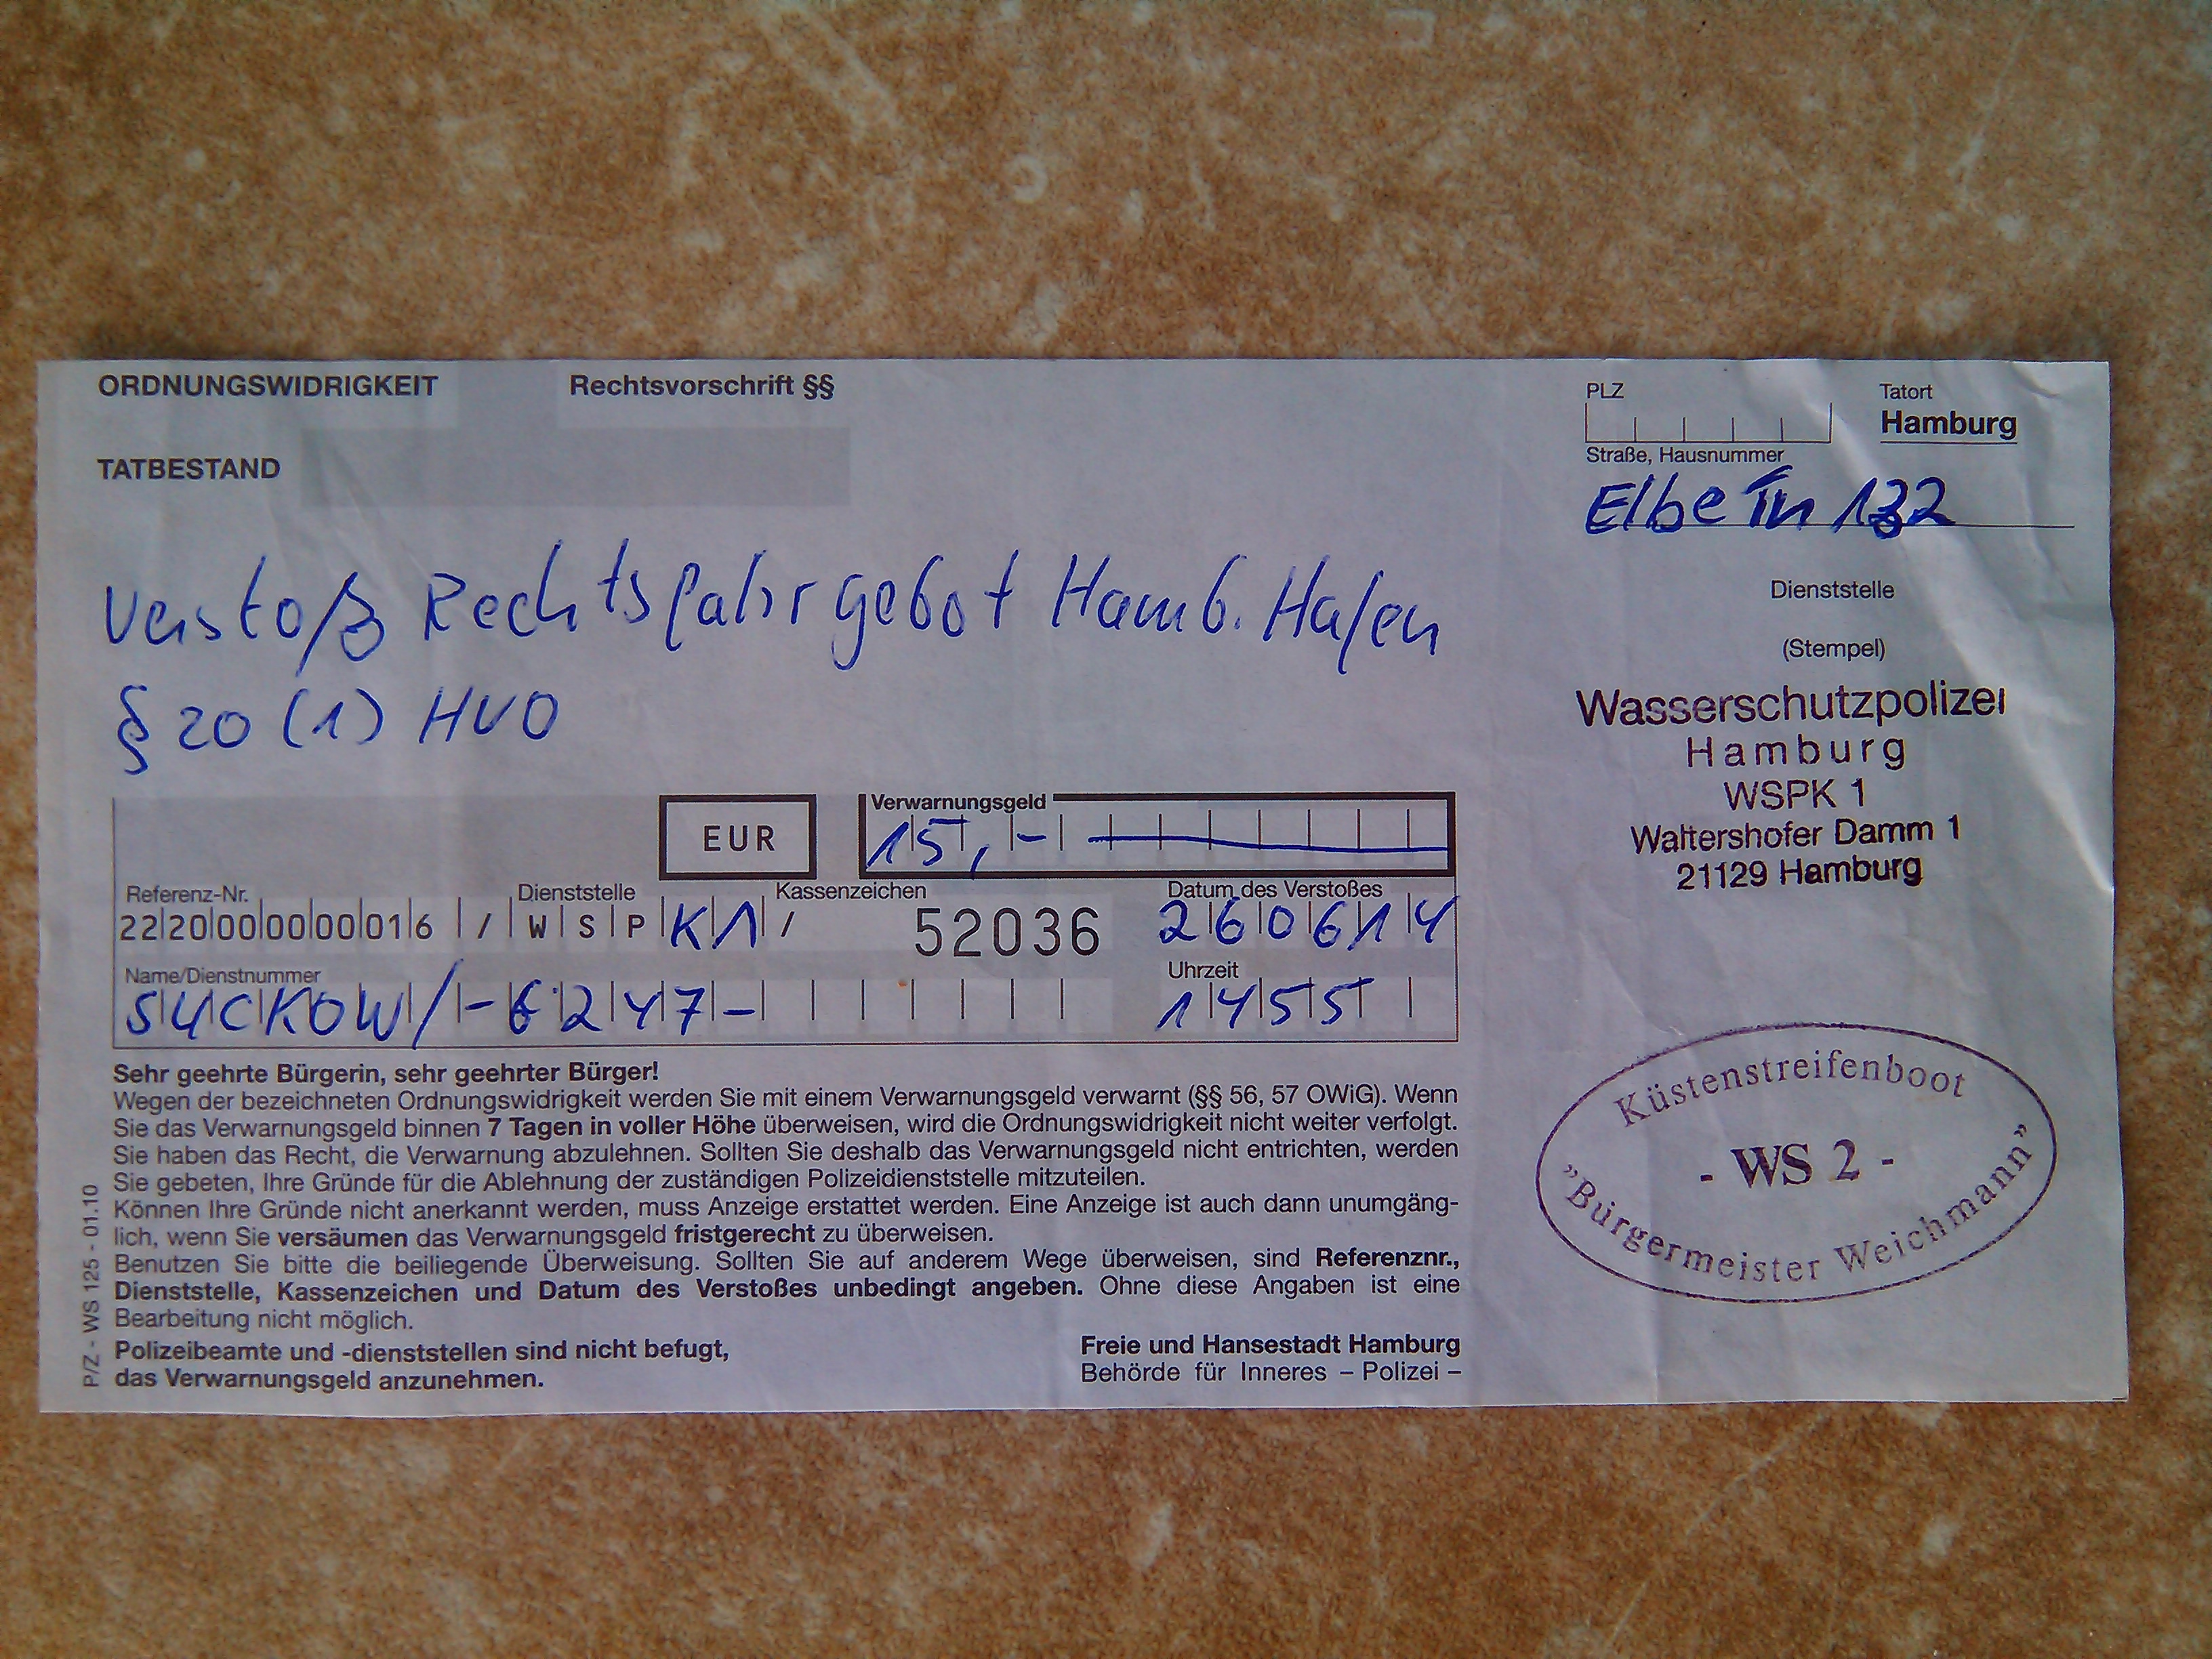 ORDNUNGSWIDRIGKEIT Rechtsvorschrift §§
TATBESTAND
Verstoß Rechtsfahrgebot Hamb. Hafen
§ 20 (1) HVO
EUR
Verwarnungsgeld
15,-
Referenz-Nr. Dienststelle Kassenzeichen Datum des Verstoßes
22200000000016 / WSPK1 / 52036 260614
Name/Dienstnummer Uhrzeit
SUCKOW/-6247- 1455
Sehr geehrte Bürgerin, sehr geehrter Bürger!
Wegen der bezeichneten Ordnungswidrigkeit werden Sie mit einem Verwarnungsgeld verwarnt (§§ 56, 57 OWiG). Wenn
Sie das Verwarnungsgeld binnen 7 Tagen in voller Höhe überweisen, wird die Ordnungswidrigkeit nicht weiter verfolgt.
Sie haben das Recht, die Verwarnung abzulehnen. Sollten Sie deshalb das Verwarnungsgeld nicht entrichten, werden
Sie gebeten, Ihre Gründe für die Ablehnung der zuständigen Polizeidienststelle mitzuteilen.
Können Ihre Gründe nicht anerkannt werden, muss Anzeige erstattet werden. Eine Anzeige ist auch dann unumgäng-
lich, wenn Sie versäumen das Verwarnungsgeld fristgerecht zu überweisen.
Benutzen Sie bitte die beiliegende Überweisung. Sollten Sie auf anderem Wege überweisen, sind Referenznr.,
Dienststelle, Kassenzeichen und Datum des Verstoßes unbedingt angeben. Ohne diese Angaben ist eine
Bearbeitung nicht möglich.
Polizeibeamte und -dienststellen sind nicht befugt,
das Verwarnungsgeld anzunehmen.
Freie und Hansestadt Hamburg
Behörde für Inneres – Polizei –
P/Z - WS 125 - 01.10
PLZ Tatort
Hamburg
Straße, Hausnummer
Elbe Tn 132
Dienststelle
(Stempel)
Wasserschutzpolizei
Hamburg
WSPK 1
Waltershofer Damm 1
21129 Hamburg
Küstenstreifenboot
- WS 2 -
"Bürgermeister Weichmann"